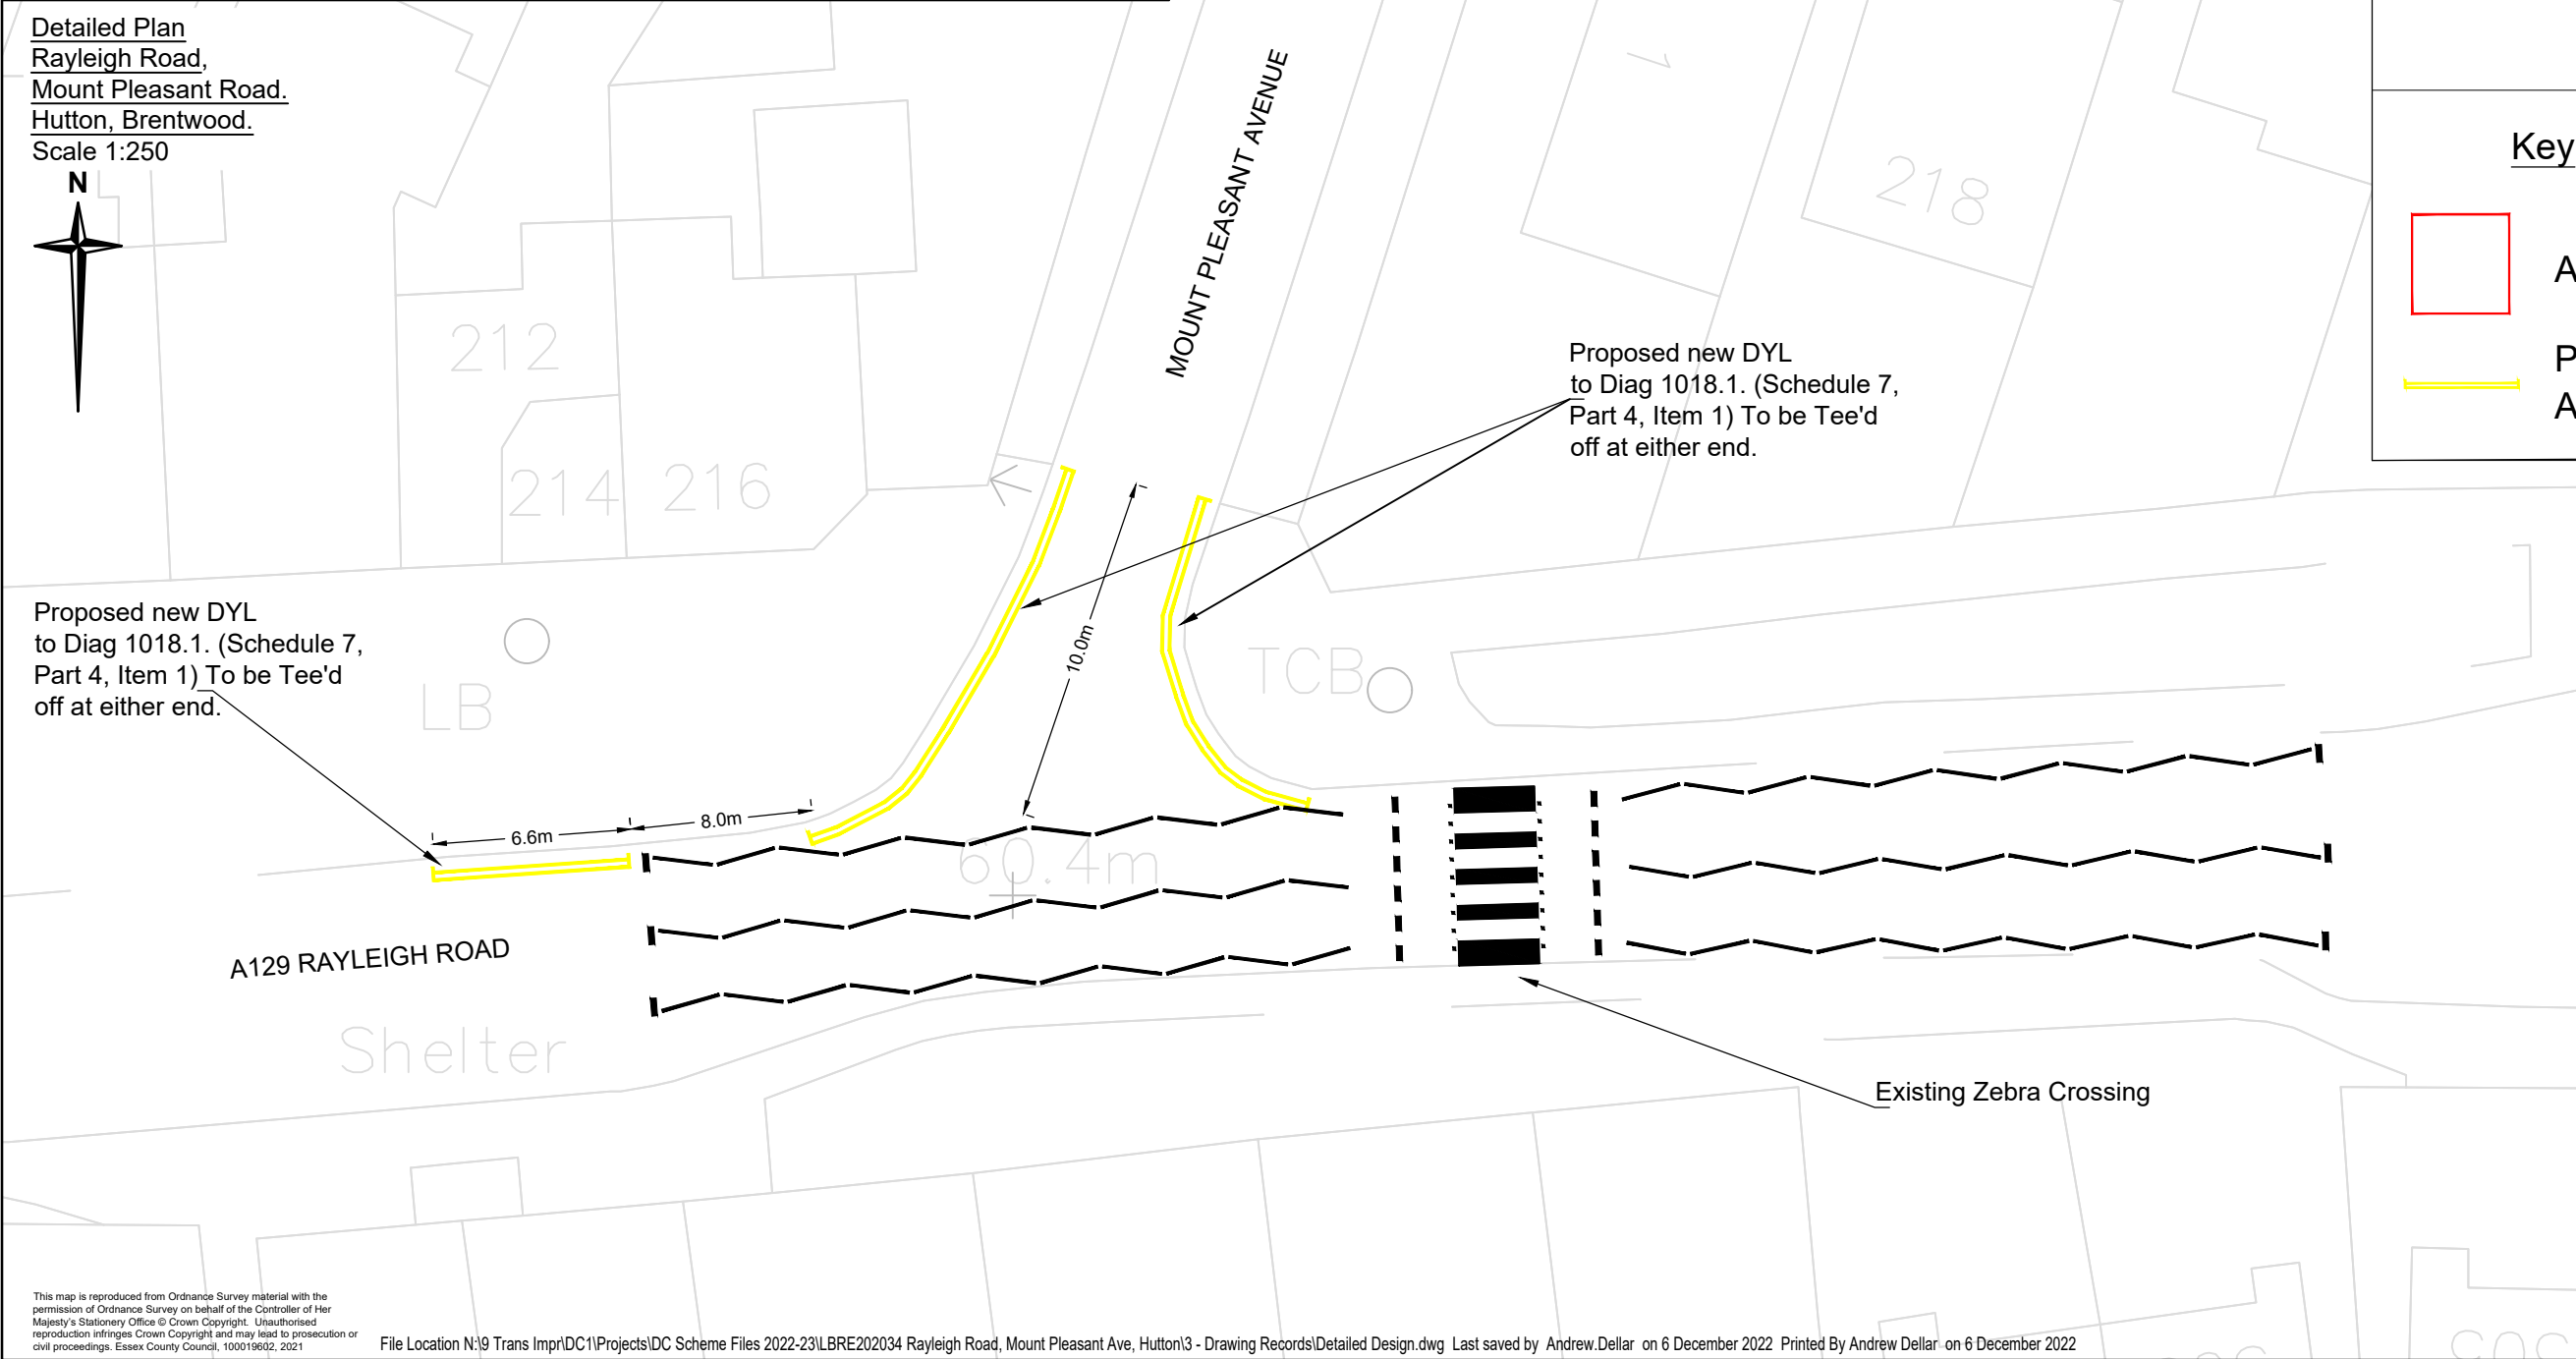 Detailed Plan
Rayleigh Road,
Mount Pleasant Road.
Hutton, Brentwood.
Scale 1:250
N
MOUNT PLEASANT AVENUE
1
218
Key
A
P
A
212
214
216
Proposed new DYL
to Diag 1018.1. (Schedule 7,
Part 4, Item 1) To be Tee'd
off at either end.
Proposed new DYL
to Diag 1018.1. (Schedule 7,
Part 4, Item 1) To be Tee'd
off at either end.
LB
TCB
10.0m
6.6m
8.0m
60.4m
A129 RAYLEIGH ROAD
Shelter
Existing Zebra Crossing
This map is reproduced from Ordnance Survey material with the
permission of Ordnance Survey on behalf of the Controller of Her
Majesty's Stationery Office © Crown Copyright. Unauthorised
reproduction infringes Crown Copyright and may lead to prosecution or
civil proceedings. Essex County Council, 100019602, 2021
File Location N:\9 Trans Impr\DC1\Projects\DC Scheme Files 2022-23\LBRE202034 Rayleigh Road, Mount Pleasant Ave, Hutton\3 - Drawing Records\Detailed Design.dwg Last saved by Andrew.Dellar on 6 December 2022 Printed By Andrew Dellar on 6 December 2022